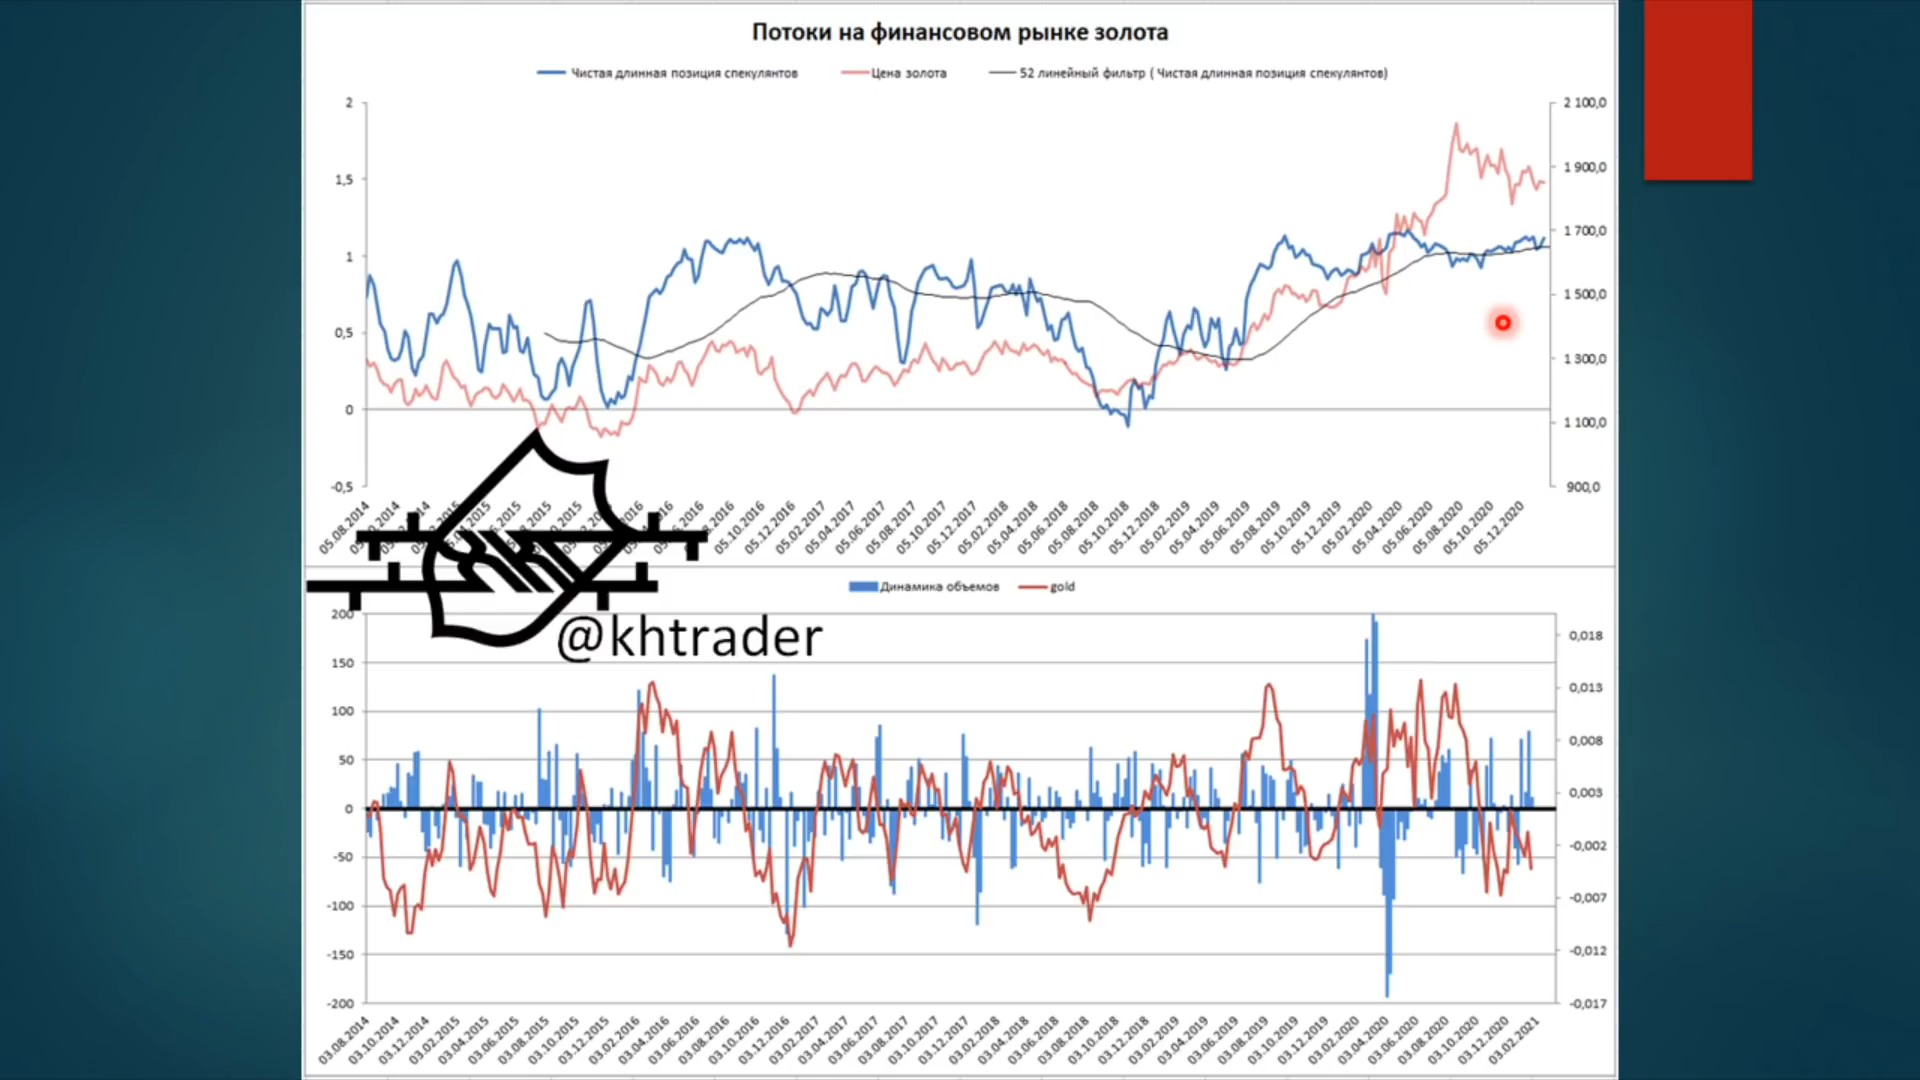 Потоки на финансовом рынке золота
Чистая длинная позиция спекулянтов Цена золота 52 линейный фильтр ( Чистая длинная позиция спекулянтов)
2 2 100,0
1,5 1 900,0
1 1 700,0
0,5 1 500,0
0 1 300,0
-0,5 1 100,0
900,0
05.08.2014 05.12.2016 05.02.2017 05.04.2017 05.06.2017 05.08.2017 05.10.2017 05.12.2017 05.02.2018 05.04.2018 05.06.2018 05.08.2018 05.10.2018 05.12.2018 05.02.2019 05.04.2019 05.06.2019 05.08.2019 05.10.2019 05.12.2019 05.02.2020 05.04.2020 05.06.2020 05.08.2020 05.10.2020 05.12.2020
Динамика объемов gold
@khtrader
200 0,018
150 0,013
100 0,008
50 0,003
0 -0,002
-50 -0,007
-100 -0,012
-150 -0,017
-200
03.08.2014 03.10.2014 03.12.2014 03.02.2015 03.04.2015 03.06.2015 03.08.2015 03.10.2015 03.12.2015 03.02.2016 03.04.2016 03.06.2016 03.08.2016 03.10.2016 03.12.2016 03.02.2017 03.04.2017 03.06.2017 03.08.2017 03.10.2017 03.12.2017 03.02.2018 03.04.2018 03.06.2018 03.08.2018 03.10.2018 03.12.2018 03.02.2019 03.04.2019 03.06.2019 03.08.2019 03.10.2019 03.12.2019 03.02.2020 03.04.2020 03.06.2020 03.08.2020 03.10.2020 03.12.2020 03.02.2021